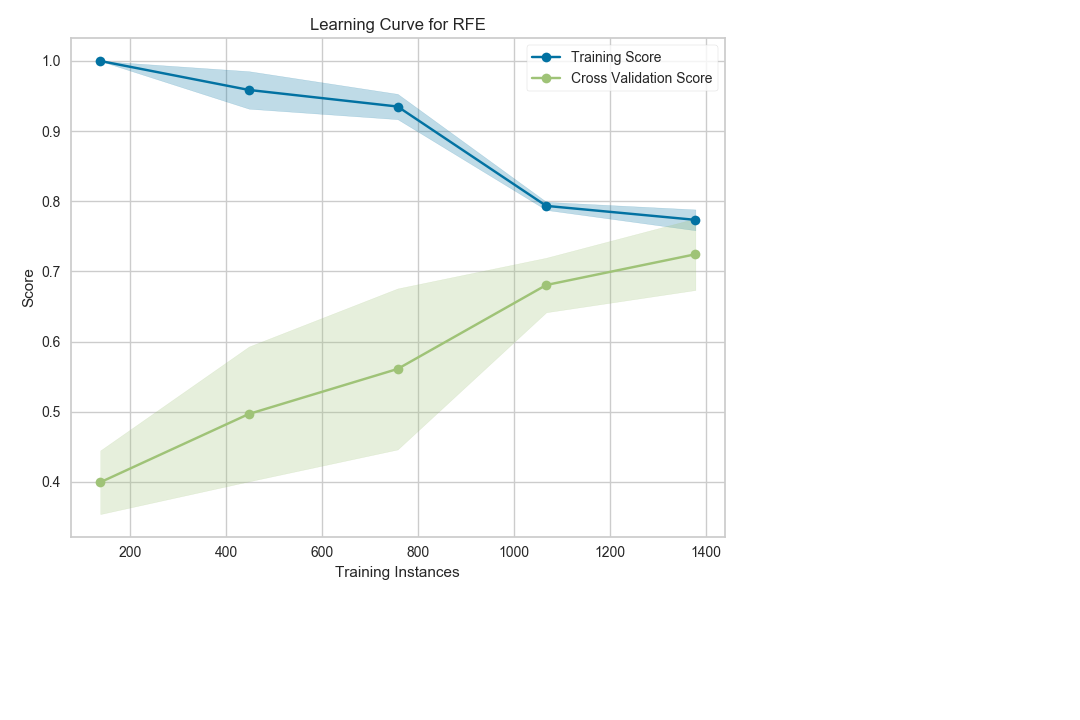 Learning Curve for RFE
Training Score
Cross Validation Score
1.0
0.9
0.8
0.7
0.6
0.5
0.4
Score
200 400 600 800 1000 1200 1400
Training Instances